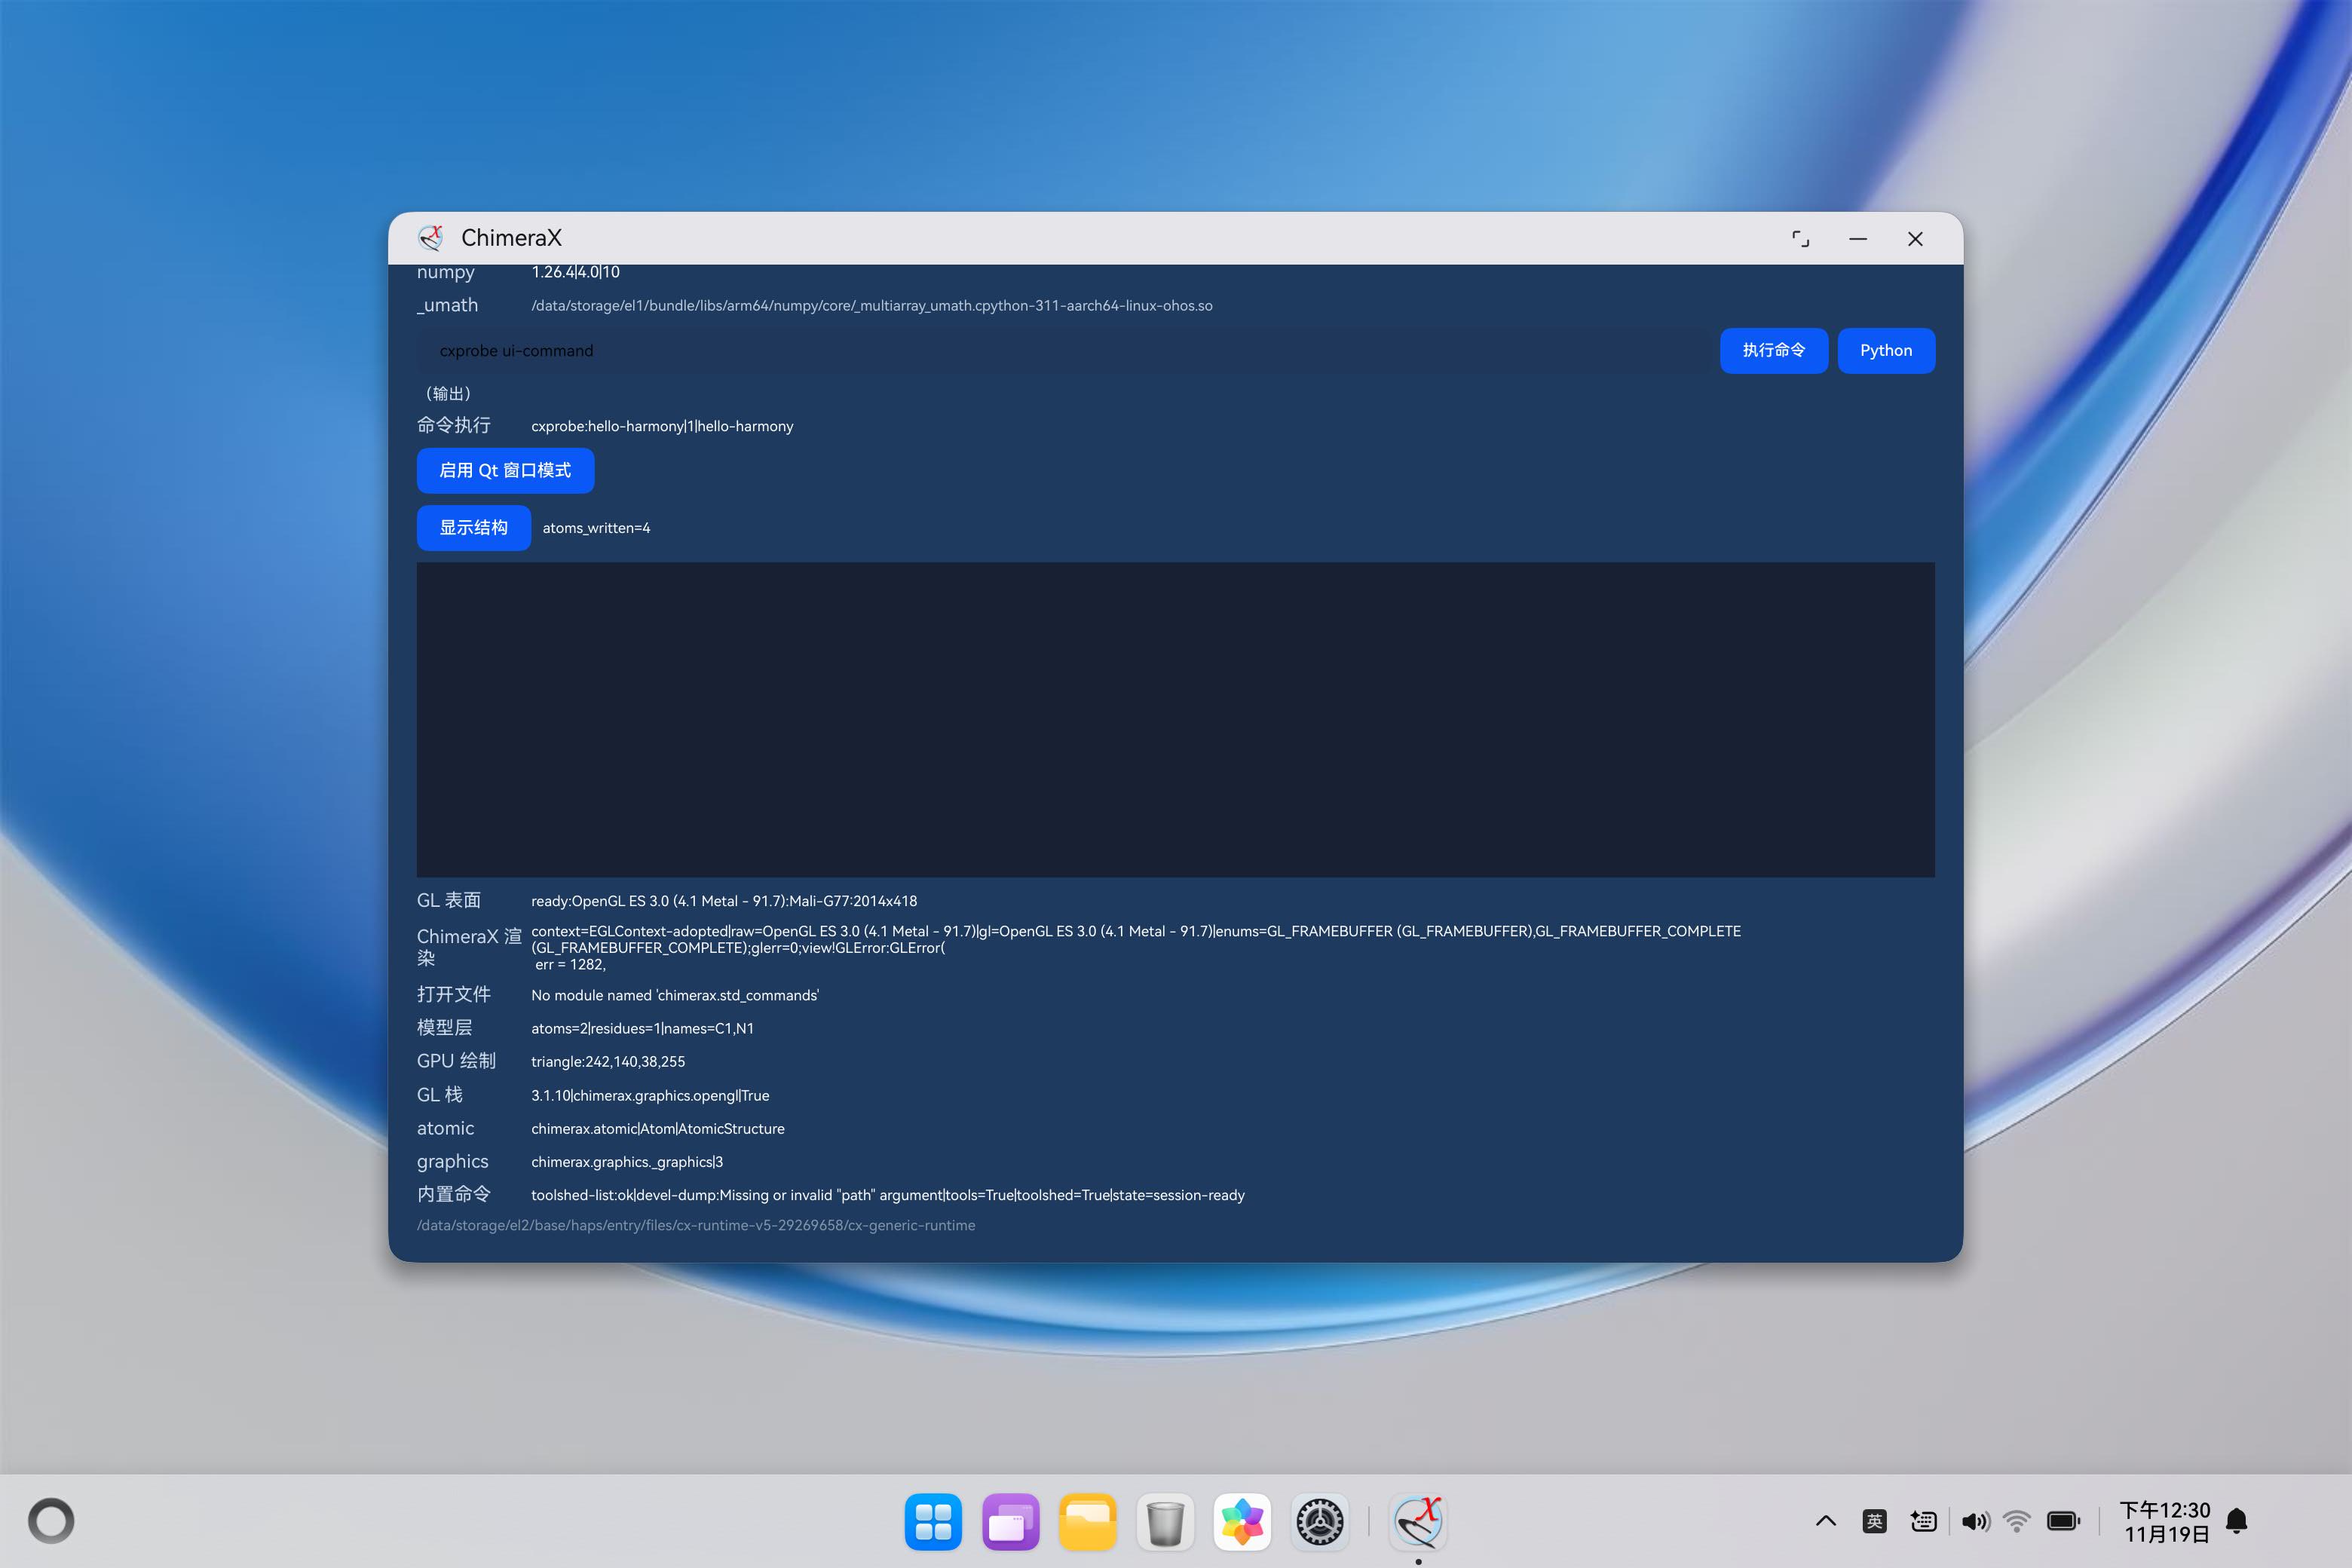 ChimeraX
numpy 1.26.4|4.0|10
_umath /data/storage/el1/bundle/libs/arm64/numpy/core/_multiarray_umath.cpython-311-aarch64-linux-ohos.so
cxprobe ui-command 执行命令 Python
（输出）
命令执行 cxprobe:hello-harmony|1|hello-harmony
启用 Qt 窗口模式
显示结构 atoms_written=4
GL 表面 ready:OpenGL ES 3.0 (4.1 Metal - 91.7):Mali-G77:2014x418
ChimeraX 渲
染
context=EGLContext-adopted|raw=OpenGL ES 3.0 (4.1 Metal - 91.7)|gl=OpenGL ES 3.0 (4.1 Metal - 91.7)|enums=GL_FRAMEBUFFER (GL_FRAMEBUFFER),GL_FRAMEBUFFER_COMPLETE
(GL_FRAMEBUFFER_COMPLETE);glerr=0;view!GLError:GLError(
err = 1282,
打开文件 No module named 'chimerax.std_commands'
模型层 atoms=2|residues=1|names=C1,N1
GPU 绘制 triangle:242,140,38,255
GL 栈 3.1.10|chimerax.graphics.opengl|True
atomic chimerax.atomic|Atom|AtomicStructure
graphics chimerax.graphics._graphics|3
内置命令 toolshed-list:ok|devel-dump:Missing or invalid "path" argument|tools=True|toolshed=True|state=session-ready
/data/storage/el2/base/haps/entry/files/cx-runtime-v5-29269658/cx-generic-runtime
英
下午12:30
11月19日